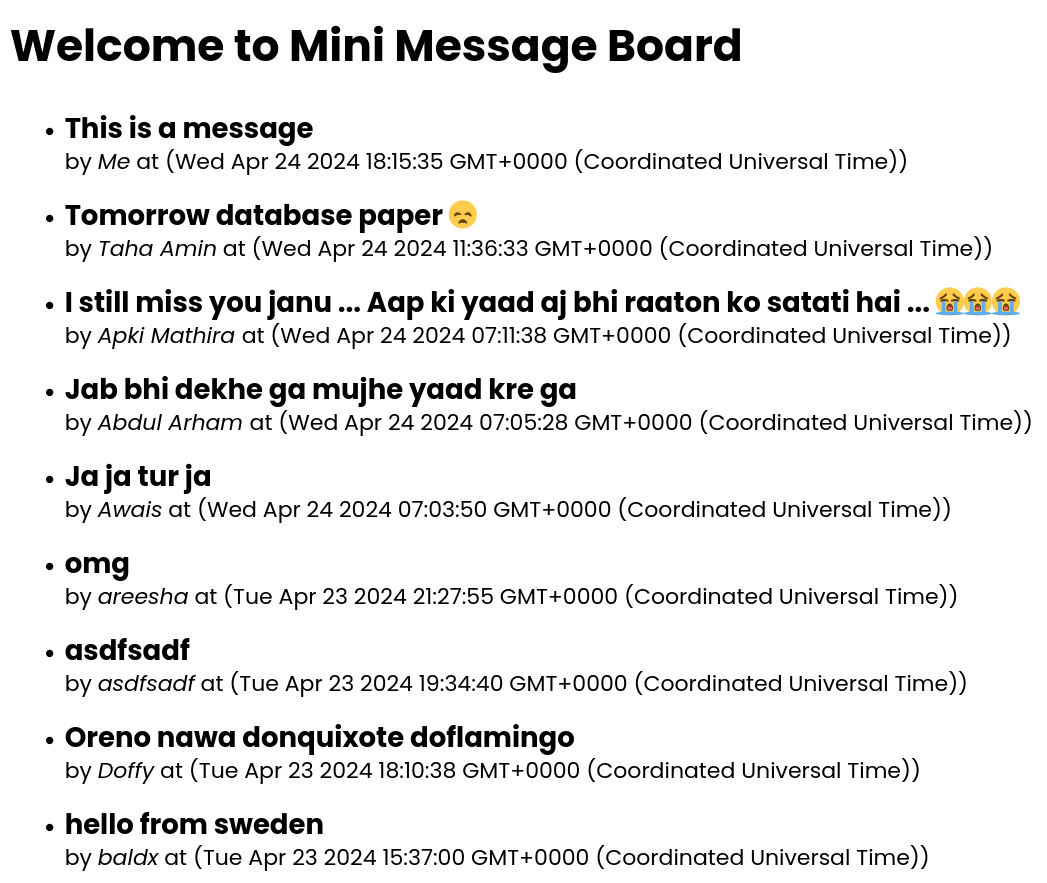 Welcome to Mini Message Board
This is a message
by Me at (Wed Apr 24 2024 18:15:35 GMT+0000 (Coordinated Universal Time))
Tomorrow database paper 😞
by Taha Amin at (Wed Apr 24 2024 11:36:33 GMT+0000 (Coordinated Universal Time))
I still miss you janu ... Aap ki yaad aj bhi raaton ko satati hai ... 😭😭😭
by Apki Mathira at (Wed Apr 24 2024 07:11:38 GMT+0000 (Coordinated Universal Time))
Jab bhi dekhe ga mujhe yaad kre ga
by Abdul Arham at (Wed Apr 24 2024 07:05:28 GMT+0000 (Coordinated Universal Time))
Ja ja tur ja
by Awais at (Wed Apr 24 2024 07:03:50 GMT+0000 (Coordinated Universal Time))
omg
by areesha at (Tue Apr 23 2024 21:27:55 GMT+0000 (Coordinated Universal Time))
asdfsadf
by asdfsadf at (Tue Apr 23 2024 19:34:40 GMT+0000 (Coordinated Universal Time))
Oreno nawa donquixote doflamingo
by Doffy at (Tue Apr 23 2024 18:10:38 GMT+0000 (Coordinated Universal Time))
hello from sweden
by baldx at (Tue Apr 23 2024 15:37:00 GMT+0000 (Coordinated Universal Time))